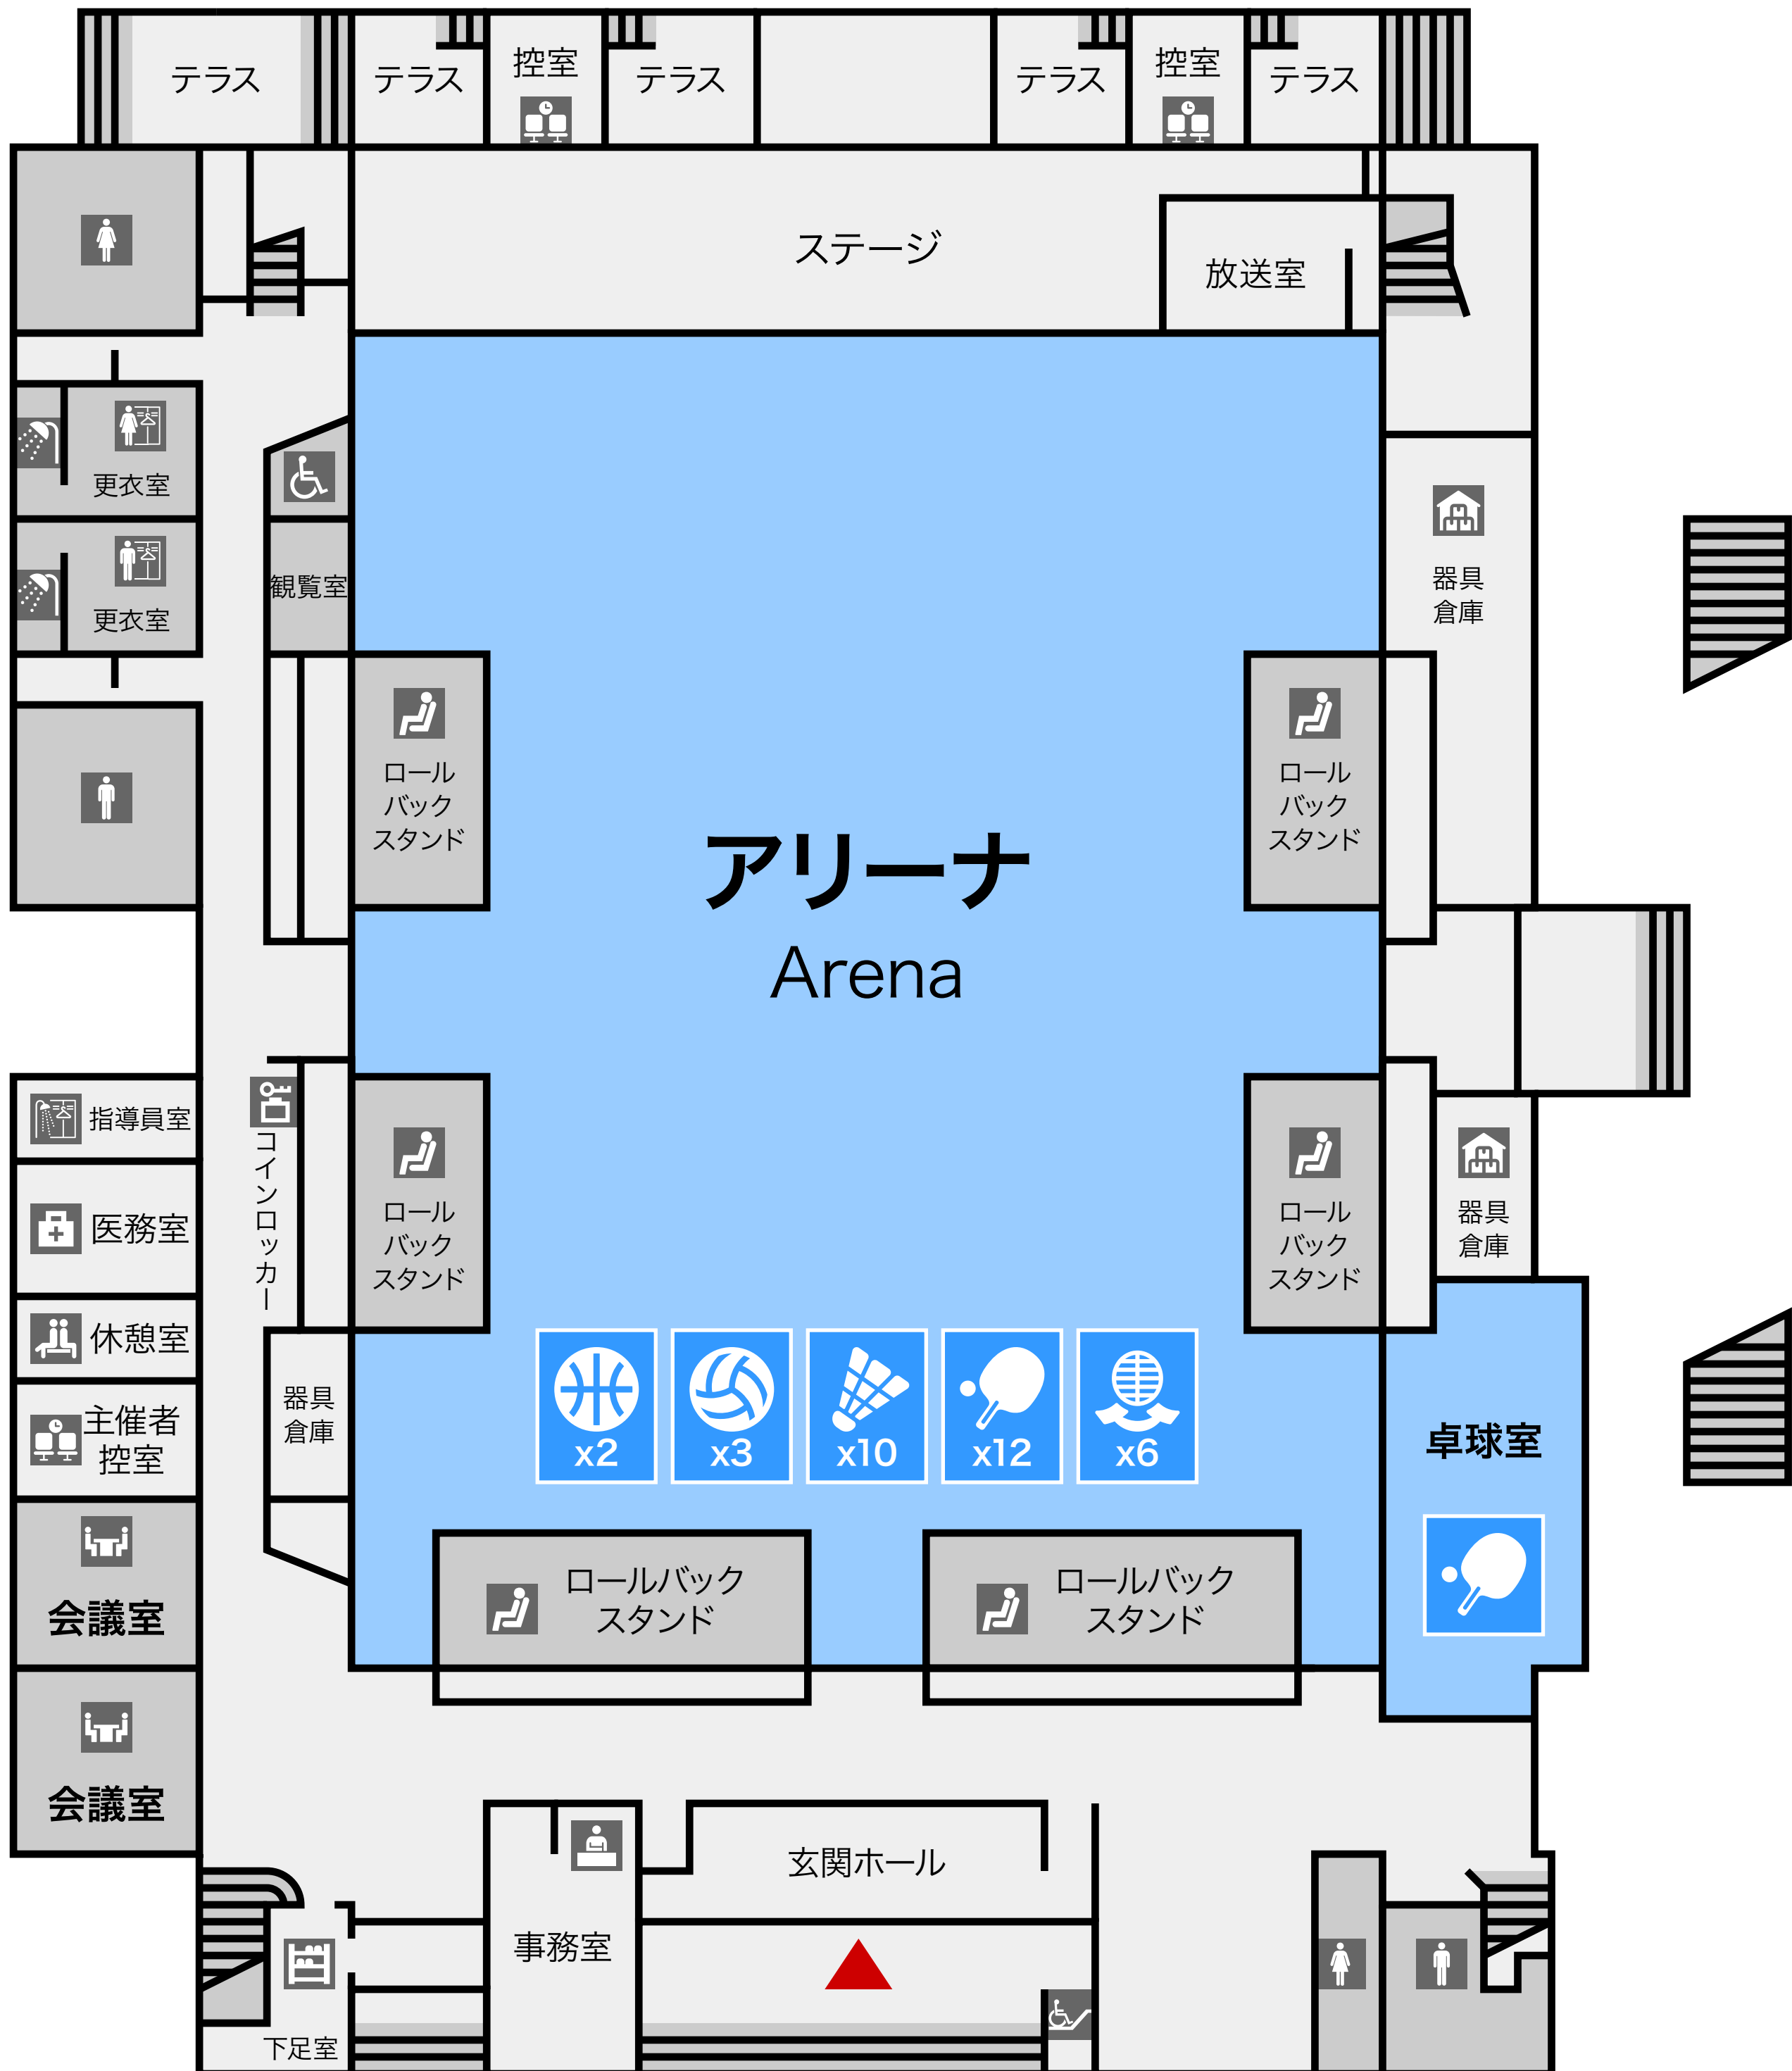 テラス
テラス
控室
テラス
テラス
控室
テラス
ステージ
放送室
更衣室
観覧室
更衣室
器具
倉庫
ロール
バック
スタンド
ロール
バック
スタンド
アリーナ
Arena
指導員室
コインロッカー
医務室
ロール
バック
スタンド
ロール
バック
スタンド
器具
倉庫
休憩室
主催者
控室
器具
倉庫
x2
x3
x10
x12
x6
卓球室
会議室
ロールバック
スタンド
ロールバック
スタンド
会議室
玄関ホール
事務室
下足室